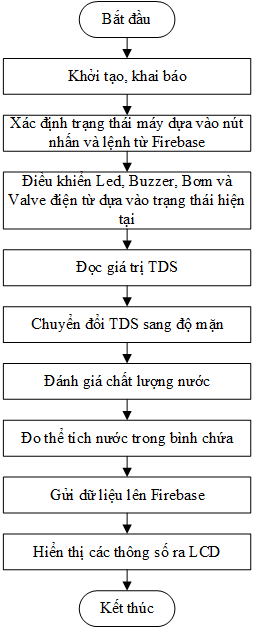 Bắt đầu
Khởi tạo, khai báo
Xác định trạng thái máy dựa vào nút
nhấn và lệnh từ Firebase
Điều khiển Led, Buzzer, Bơm và
Valve điện từ dựa vào trạng thái hiện
tại
Đọc giá trị TDS
Chuyển đổi TDS sang độ mặn
Đánh giá chất lượng nước
Đo thể tích nước trong bình chứa
Gửi dữ liệu lên Firebase
Hiển thị các thông số ra LCD
Kết thúc